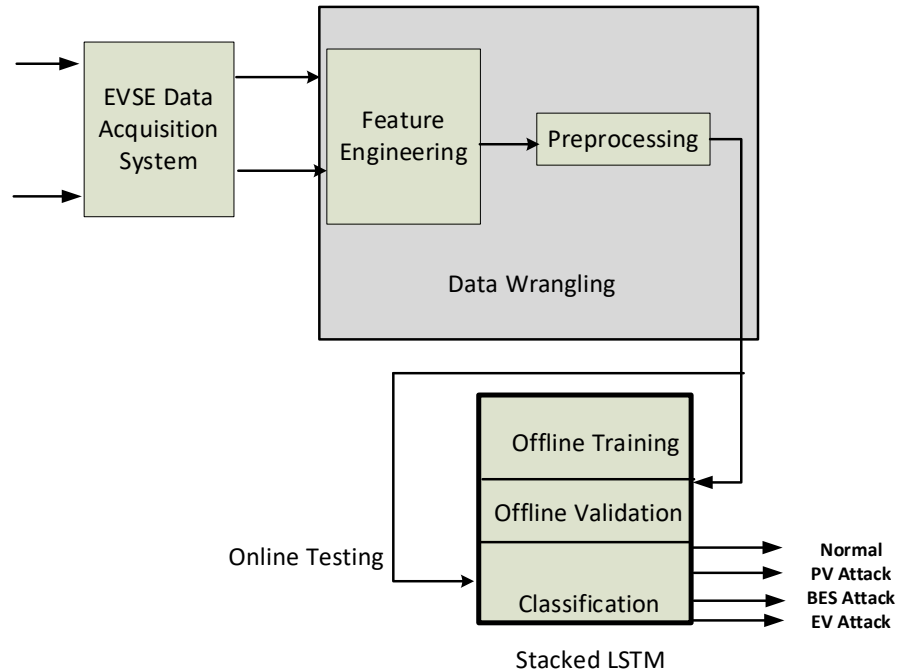 EVSE Data
Acquisition
System
Feature
Engineering
Preprocessing
Data Wrangling
Offline Training
Offline Validation
Online Testing
Classification
Normal
PV Attack
BES Attack
EV Attack
Stacked LSTM